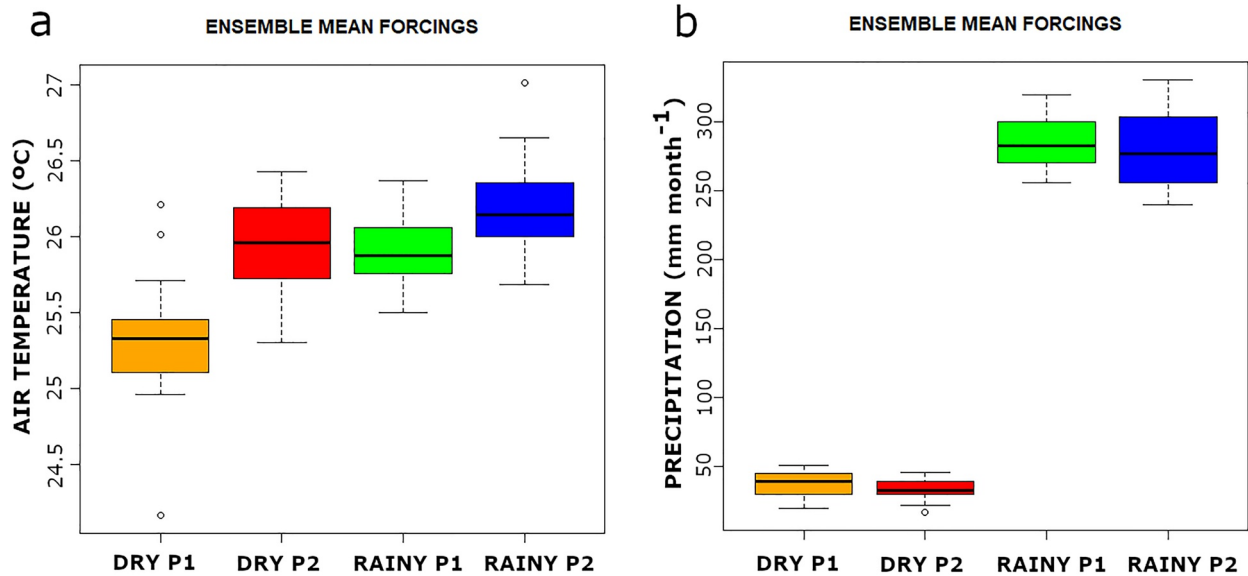 a
ENSEMBLE MEAN FORCINGS
AIR TEMPERATURE (ºC)
27
26.5
26
25.5
25
24.5
DRY P1
DRY P2
RAINY P1
RAINY P2
b
ENSEMBLE MEAN FORCINGS
PRECIPITATION (mm month⁻¹)
300
250
200
150
100
50
DRY P1
DRY P2
RAINY P1
RAINY P2